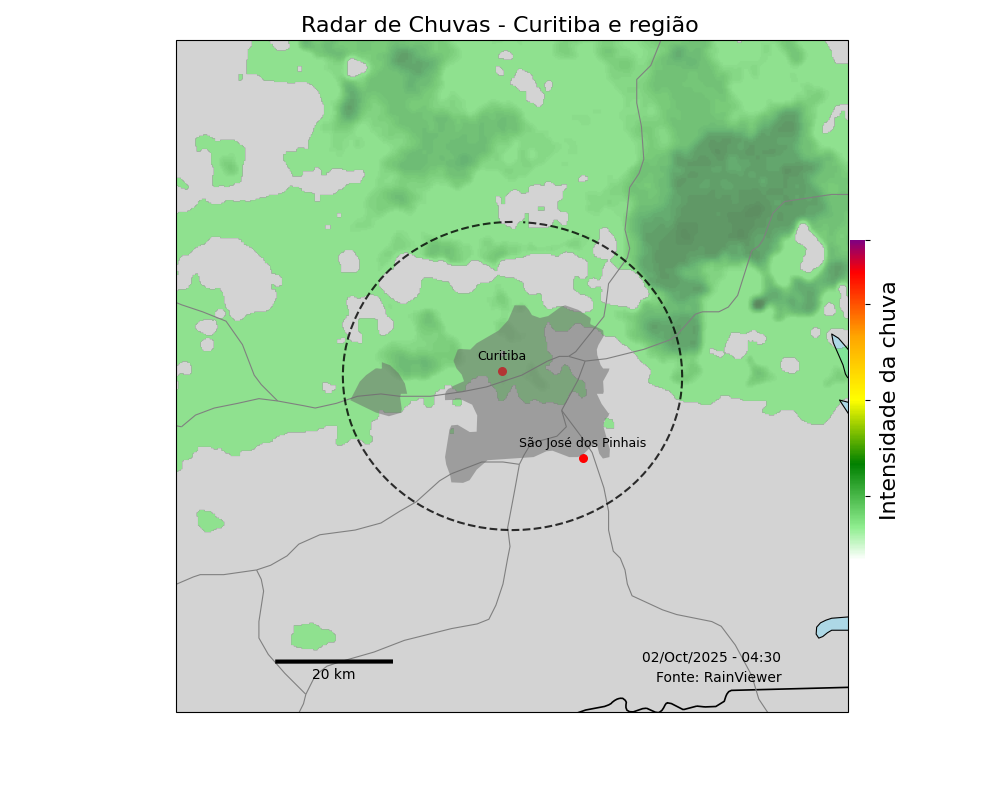 Radar de Chuvas - Curitiba e região
Curitiba
São José dos Pinhais
Intensidade da chuva
02/Oct/2025 - 04:30
Fonte: RainViewer
20 km